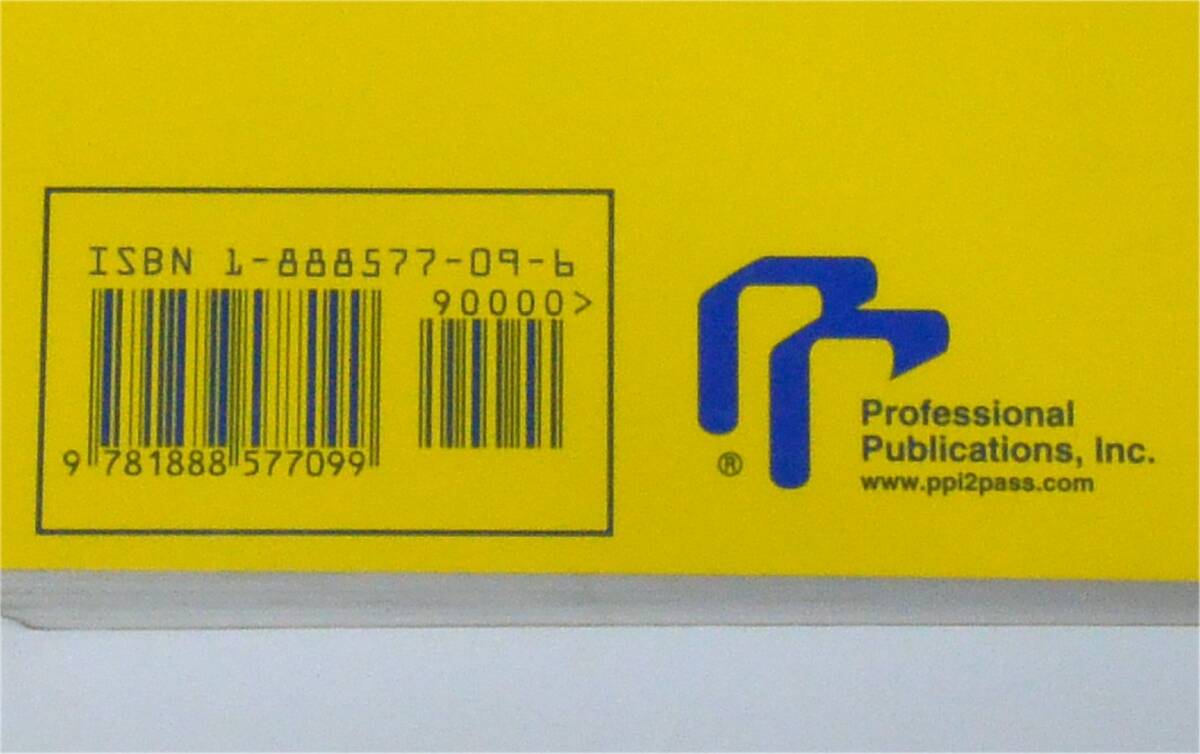 ISBN 1-888577-09-6
90000>
9 781888 577099
®
Professional
Publications, Inc.
www.ppi2pass.com